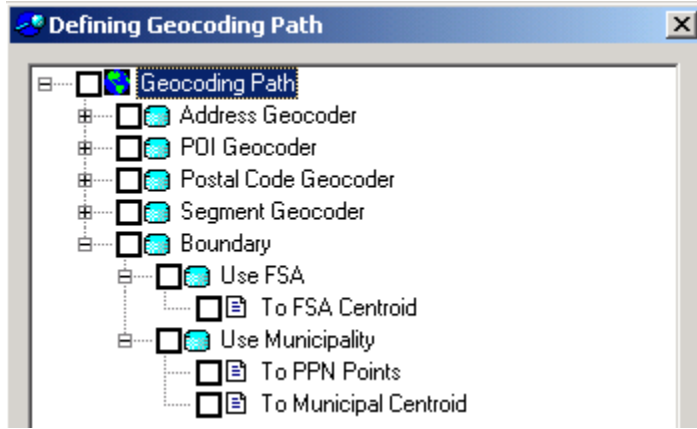 Defining Geocoding Path
Geocoding Path
Address Geocoder
POI Geocoder
Postal Code Geocoder
Segment Geocoder
Boundary
Use FSA
To FSA Centroid
Use Municipality
To PPN Points
To Municipal Centroid